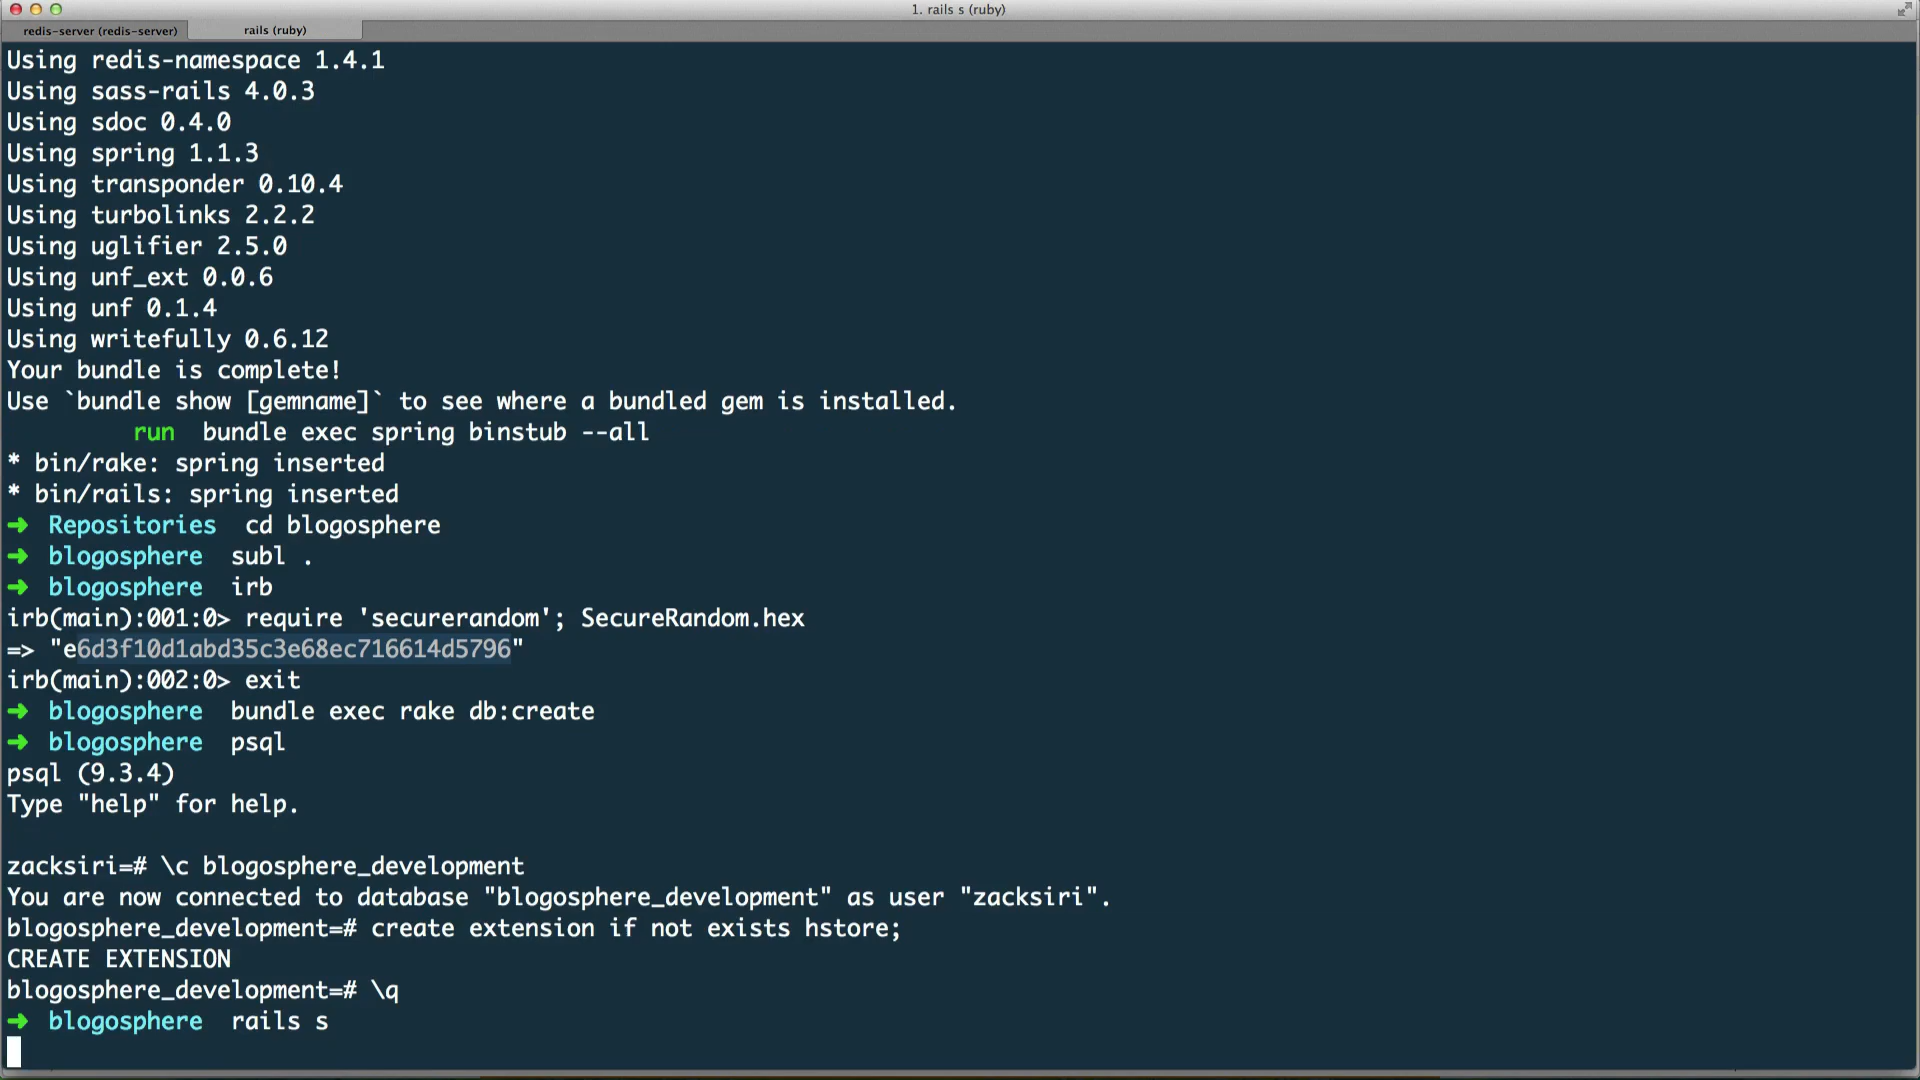 1. rails s (ruby)
redis-server (redis-server)
rails (ruby)
Using redis-namespace 1.4.1
Using sass-rails 4.0.3
Using sdoc 0.4.0
Using spring 1.1.3
Using transponder 0.10.4
Using turbolinks 2.2.2
Using uglifier 2.5.0
Using unf_ext 0.0.6
Using unf 0.1.4
Using writefully 0.6.12
Your bundle is complete!
Use `bundle show [gemname]` to see where a bundled gem is installed.
run  bundle exec spring binstub --all
* bin/rake: spring inserted
* bin/rails: spring inserted
➜  Repositories  cd blogosphere
➜  blogosphere  subl .
➜  blogosphere  irb
irb(main):001:0> require 'securerandom'; SecureRandom.hex
=> "e6d3f10d1abd35c3e68ec716614d5796"
irb(main):002:0> exit
➜  blogosphere  bundle exec rake db:create
➜  blogosphere  psql
psql (9.3.4)
Type "help" for help.
zacksiri=# \c blogosphere_development
You are now connected to database "blogosphere_development" as user "zacksiri".
blogosphere_development=# create extension if not exists hstore;
CREATE EXTENSION
blogosphere_development=# \q
➜  blogosphere  rails s